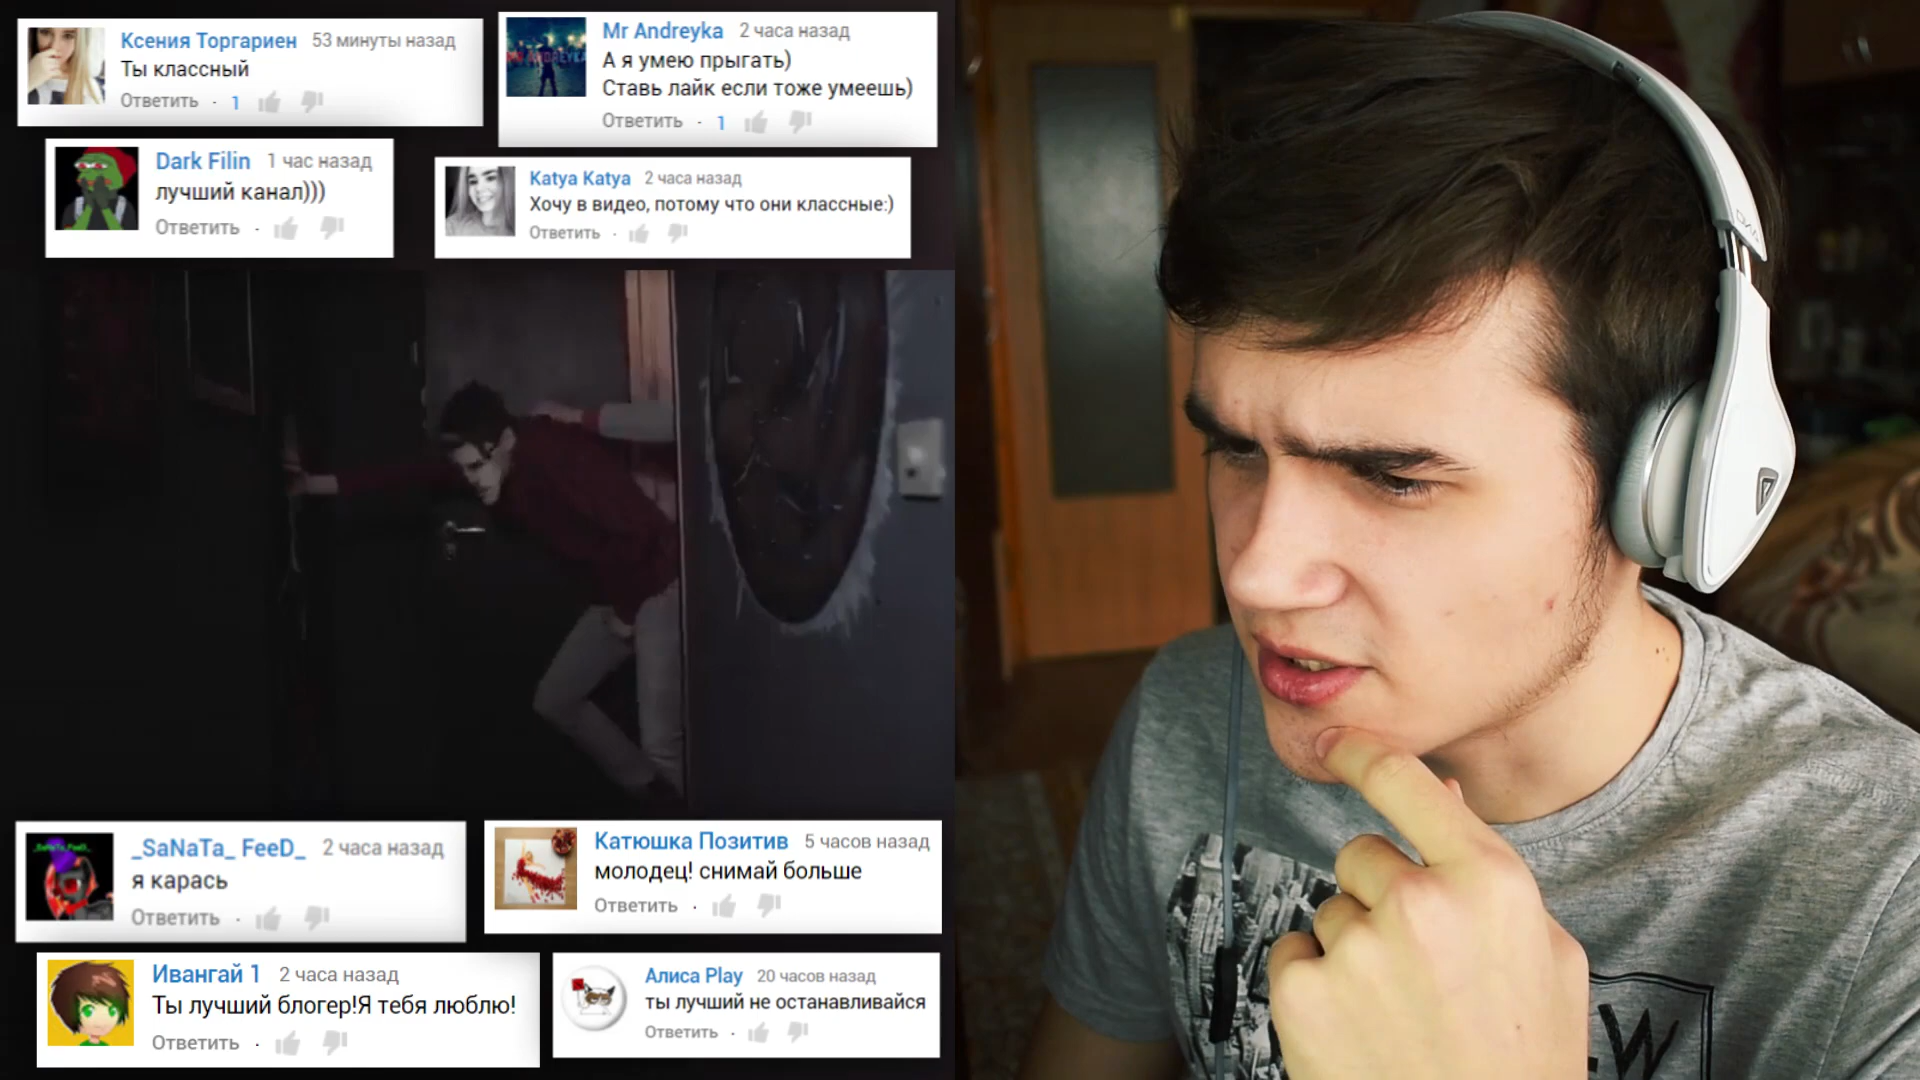 Ксения Торгариен 53 минуты назад
Ты классный
Ответить · 1
Mr Andreyka 2 часа назад
А я умею прыгать)
Ставь лайк если тоже умеешь)
Ответить · 1
Dark Filin 1 час назад
лучший канал)))
Ответить ·
Katya Katya 2 часа назад
Хочу в видео, потому что они классные:)
Ответить ·
_SaNaTa_ FeeD_ 2 часа назад
я карась
Ответить ·
Катюшка Позитив 5 часов назад
молодец! снимай больше
Ответить ·
Ивангай 1 2 часа назад
Ты лучший блогер!Я тебя люблю!
Ответить ·
Алиса Play 20 часов назад
ты лучший не останавливайся
Ответить ·